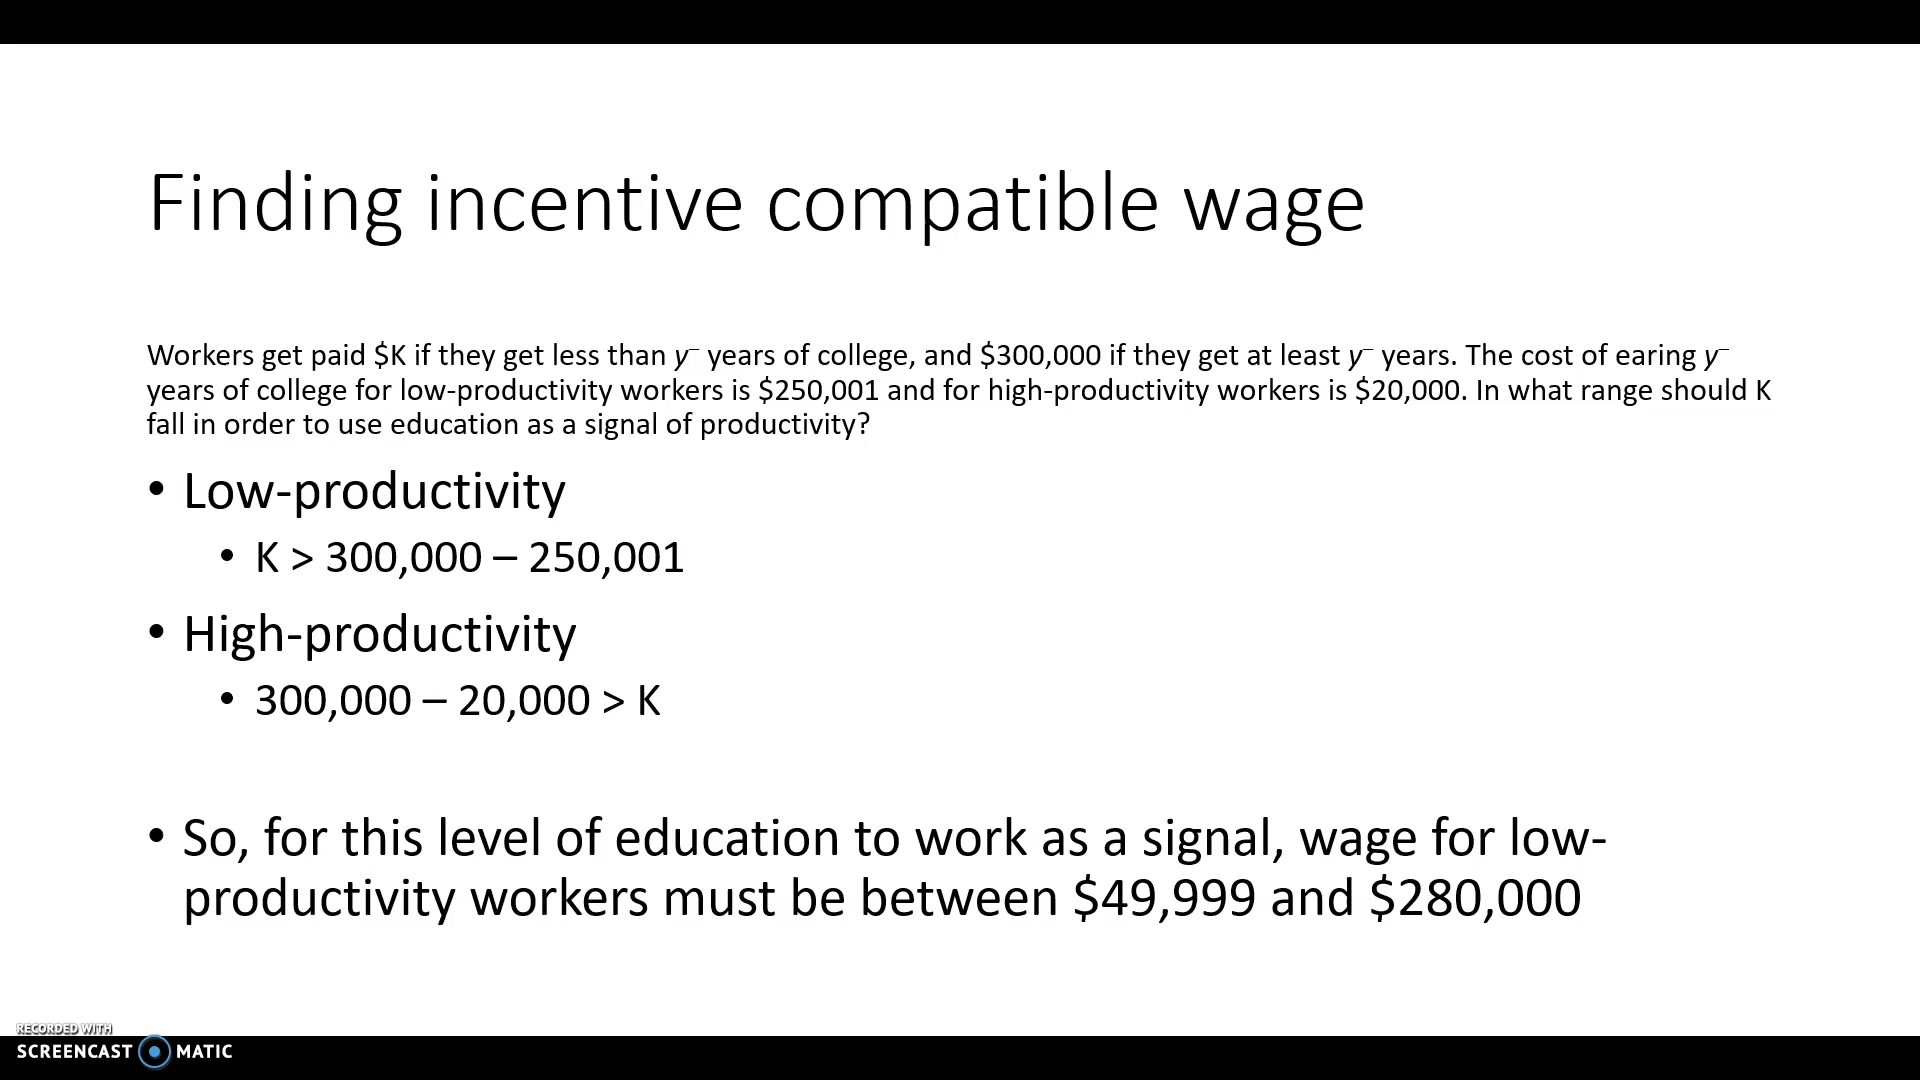 Finding incentive compatible wage
Workers get paid $K if they get less than y⁻ years of college, and $300,000 if they get at least y⁻ years. The cost of earing y⁻
years of college for low-productivity workers is $250,001 and for high-productivity workers is $20,000. In what range should K
fall in order to use education as a signal of productivity?
• Low-productivity
• K > 300,000 – 250,001
• High-productivity
• 300,000 – 20,000 > K
• So, for this level of education to work as a signal, wage for low-
productivity workers must be between $49,999 and $280,000
RECORDED WITH
SCREENCAST MATIC